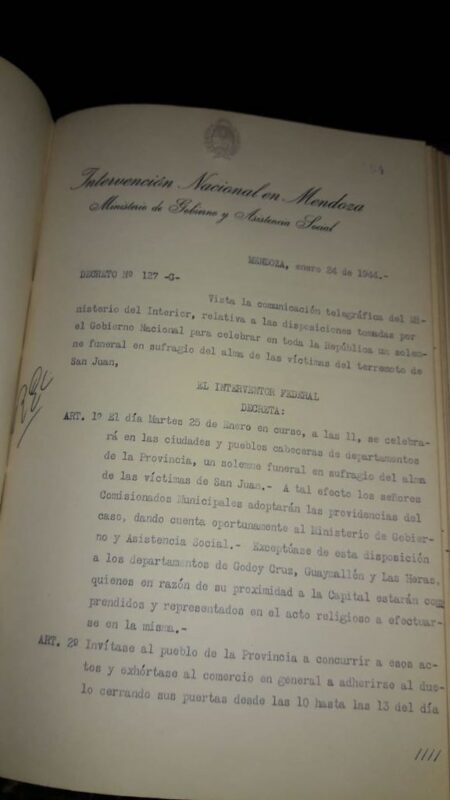 54
Intervención Nacional en Mendoza
Ministerio de Gobierno y Asistencia Social
MENDOZA, enero 24 de 1944.-
DECRETO Nº 127 -G-
Vista la comunicación telegráfica del Mi-
nisterio del Interior, relativa a las disposiciones tomadas por
el Gobierno Nacional para celebrar en toda la República un solem-
ne funeral en sufragio del alma de las víctimas del terremoto de
San Juan,
EL INTERVENTOR FEDERAL
DECRETA:
ART. 1º El día Martes 25 de Enero en curso, a las 11, se celebra-
rá en las ciudades y pueblos cabeceras de departamentos
de la Provincia, un solemne funeral en sufragio del alma
de las víctimas de San Juan.- A tal efecto los señores
Comisionados Municipales adoptarán las providencias del
caso, dando cuenta oportunamente al Ministerio de Gobier-
no y Asistencia Social.- Exceptúase de esta disposición
a los departamentos de Godoy Cruz, Guaymallén y Las Heras,
quienes en razón de su proximidad a la Capital estarán com
prendidos y representados en el acto religioso a efectuar-
se en la misma.-
ART. 2º Invítase al pueblo de la Provincia a concurrir a esos ac-
tos y exhórtase al comercio en general a adherirse al due-
lo cerrando sus puertas desde las 10 hasta las 13 del día
////